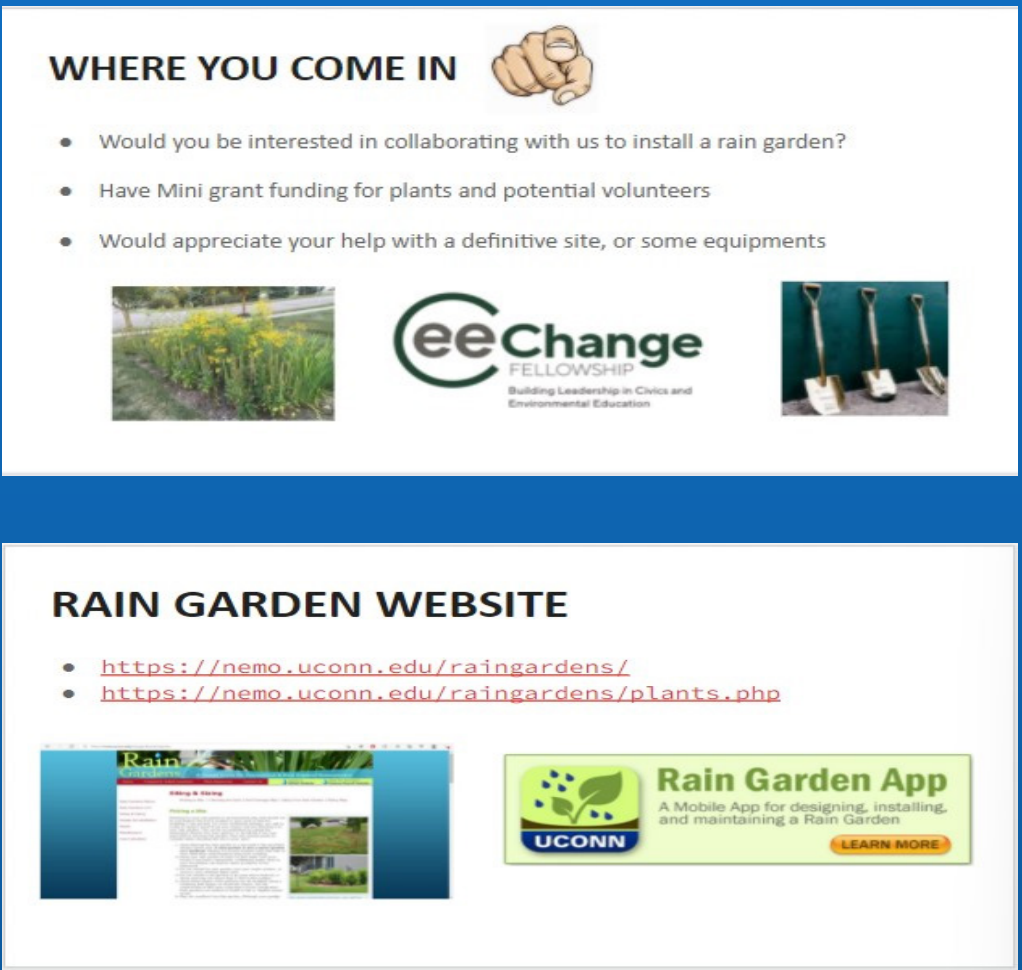 WHERE YOU COME IN
Would you be interested in collaborating with us to install a rain garden?
Have Mini grant funding for plants and potential volunteers
Would appreciate your help with a definitive site, or some equipments
eeChange
FELLOWSHIP
Building Leadership in Civics and
Environmental Education
RAIN GARDEN WEBSITE
https://nemo.uconn.edu/raingardens/
https://nemo.uconn.edu/raingardens/plants.php
Rain
Gardens
Siting & Sizing
Rain Garden App
A Mobile App for designing, installing,
and maintaining a Rain Garden
UCONN
LEARN MORE